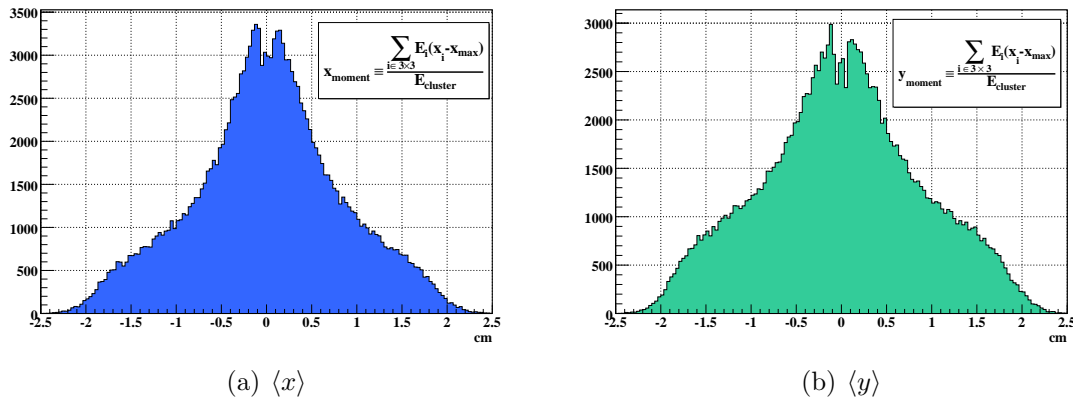 3500
3000
2500
2000
1500
1000
500
0
-2.5 -2 -1.5 -1 -0.5 0 0.5 1 1.5 2 2.5
cm
x_moment ≡ ∑_{i∈ 3×3} E_i(x_i-x_max) / E_cluster
(a) ⟨x⟩
3000
2500
2000
1500
1000
500
0
-2.5 -2 -1.5 -1 -0.5 0 0.5 1 1.5 2 2.5
cm
y_moment ≡ ∑_{i∈ 3×3} E_i(x_i-x_max) / E_cluster
(b) ⟨y⟩